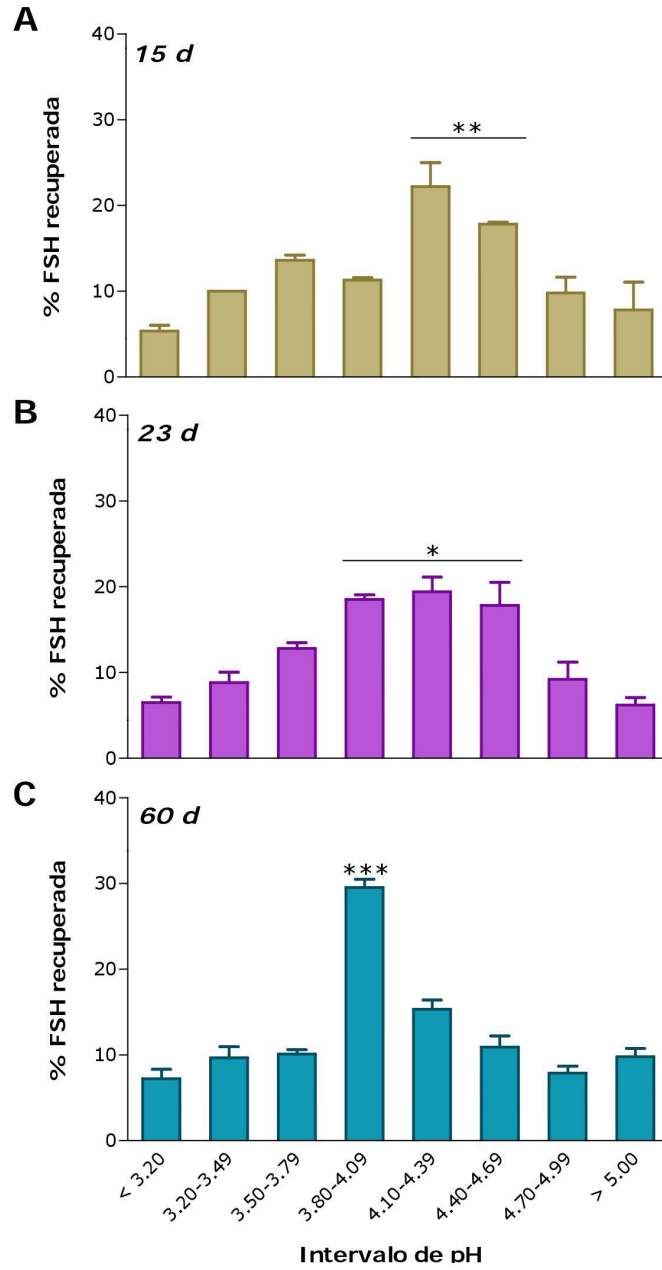 A
15 d
% FSH recuperada
40
30
20
10
0
**
B
23 d
% FSH recuperada
40
30
20
10
0
*
C
60 d
% FSH recuperada
40
30
20
10
0
***
< 3.20
3.20-3.49
3.50-3.79
3.80-4.09
4.10-4.39
4.40-4.69
4.70-4.99
> 5.00
Intervalo de pH